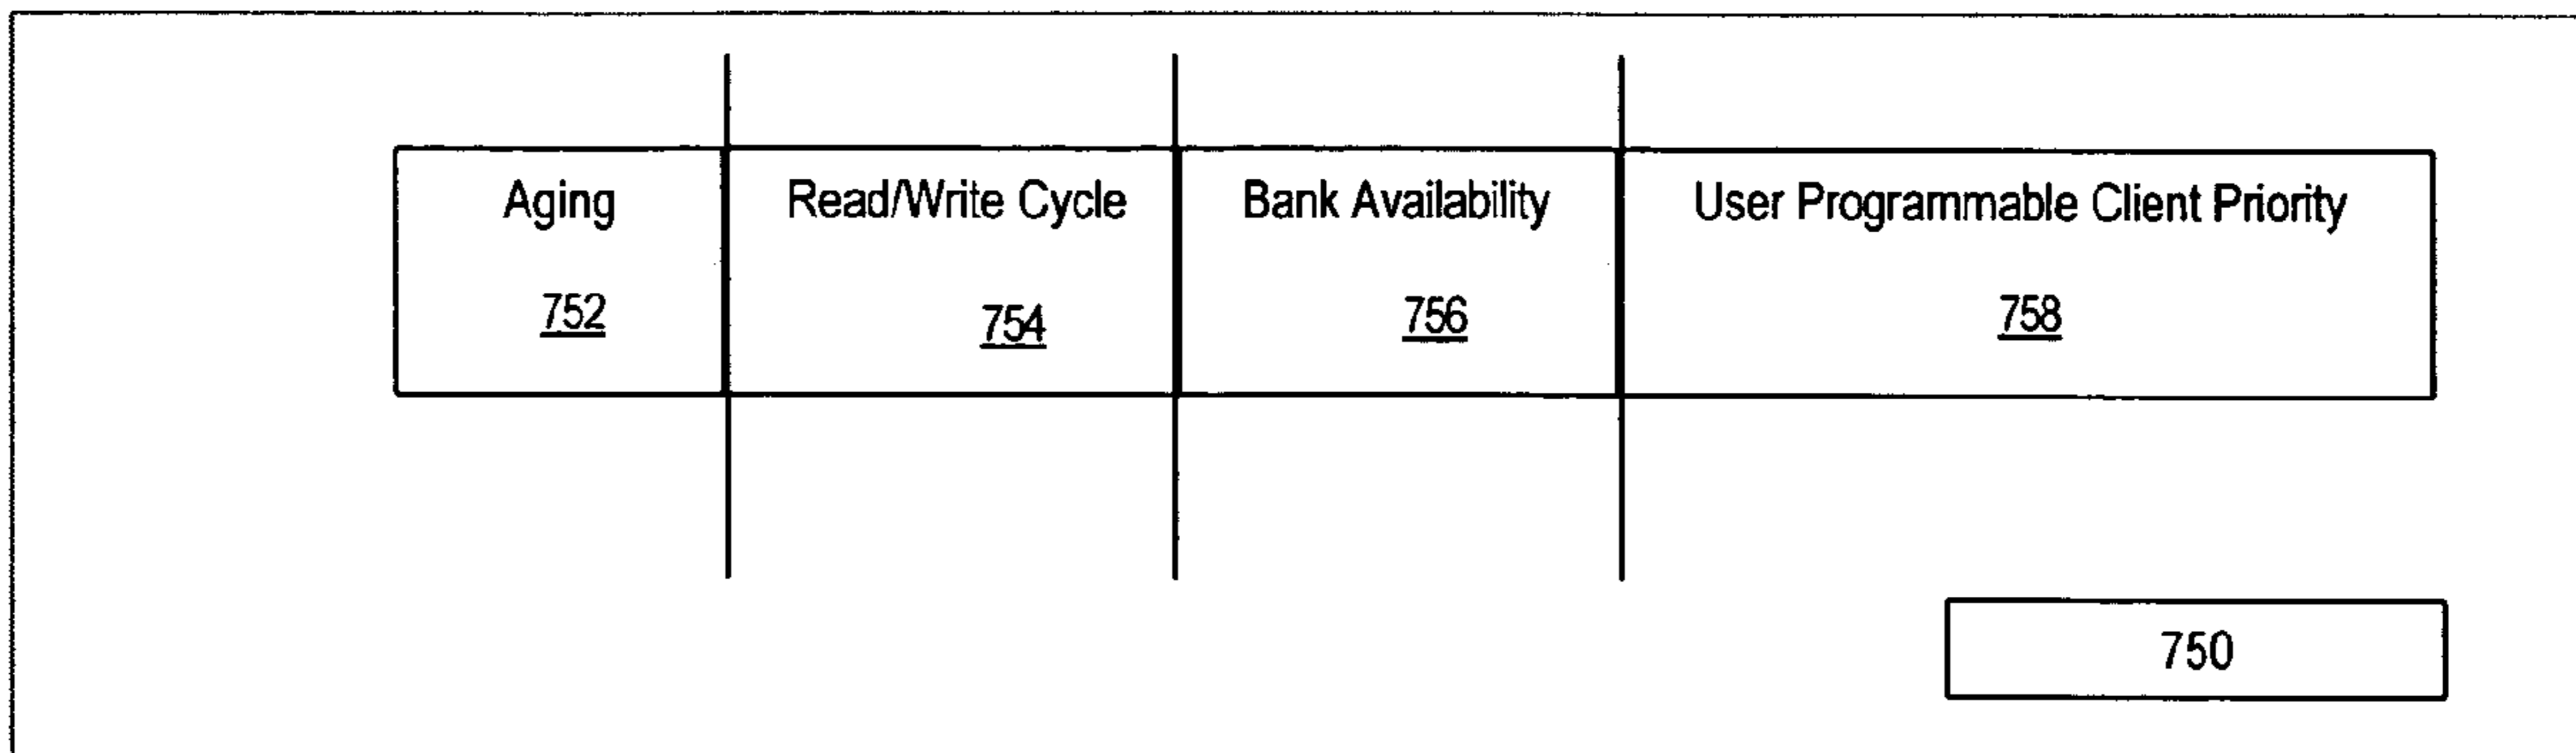 Aging Read/Write Cycle Bank Availability User Programmable Client Priority
752 754 756 758
750